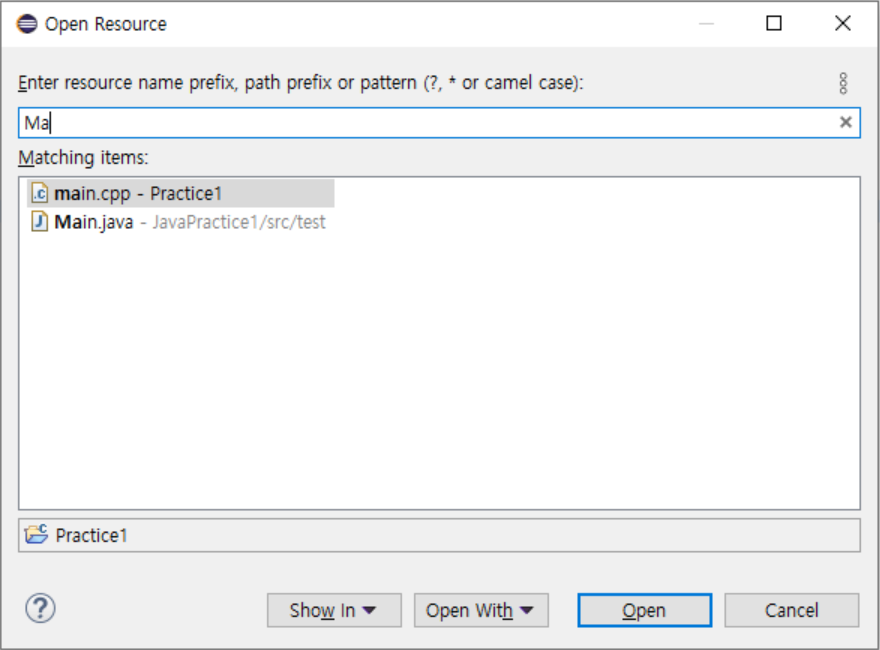 Open Resource
Enter resource name prefix, path prefix or pattern (?, * or camel case):
Ma
Matching items:
main.cpp - Practice1
Main.java - JavaPractice1/src/test
Practice1
Show In
Open With
Open
Cancel